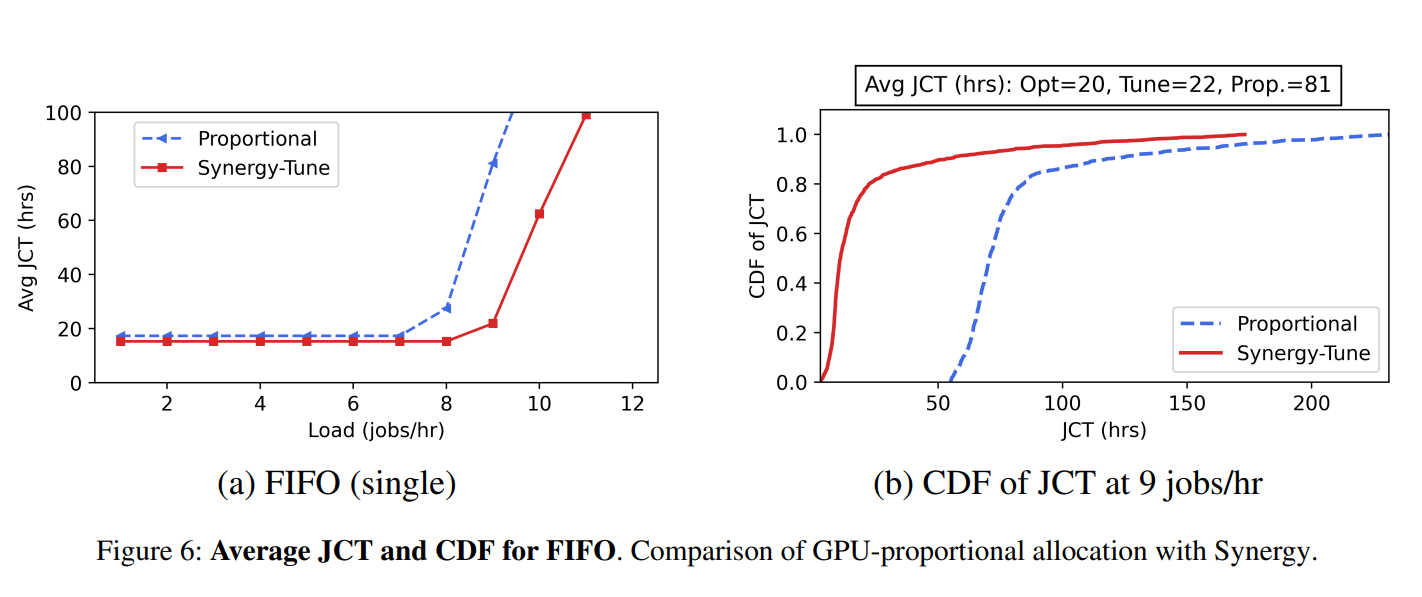 100
80
60
40
20
0
Avg JCT (hrs)
Proportional
Synergy-Tune
2 4 6 8 10 12
Load (jobs/hr)
(a) FIFO (single)
Avg JCT (hrs): Opt=20, Tune=22, Prop.=81
1.0
0.8
0.6
0.4
0.2
0.0
CDF of JCT
Proportional
Synergy-Tune
50 100 150 200
JCT (hrs)
(b) CDF of JCT at 9 jobs/hr
Figure 6: Average JCT and CDF for FIFO. Comparison of GPU-proportional allocation with Synergy.